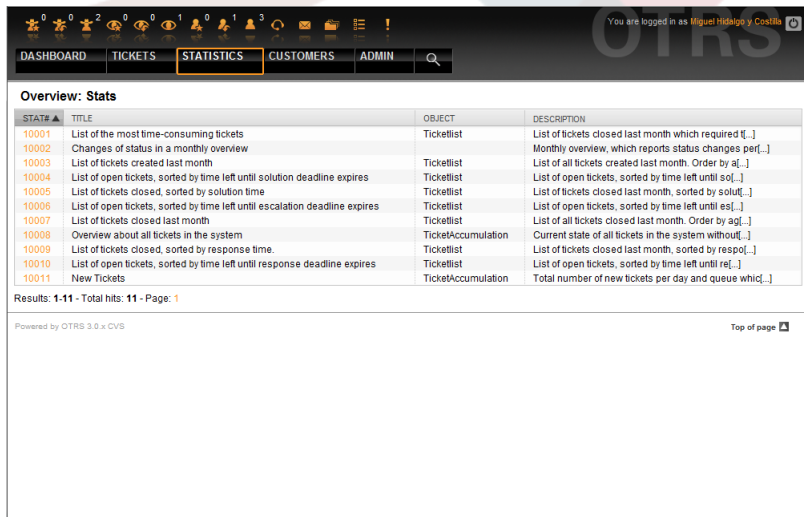 0 0 2 0 0 1 0 1 3
You are logged in as Miguel Hidalgo y Costilla
OTRS
DASHBOARD TICKETS STATISTICS CUSTOMERS ADMIN
Overview: Stats
STAT# TITLE OBJECT DESCRIPTION
10001 List of the most time-consuming tickets Ticketlist List of tickets closed last month which required t[...]
10002 Changes of status in a monthly overview Monthly overview, which reports status changes per[...]
10003 List of tickets created last month Ticketlist List of all tickets created last month. Order by a[...]
10004 List of open tickets, sorted by time left until solution deadline expires Ticketlist List of open tickets, sorted by time left until so[...]
10005 List of tickets closed, sorted by solution time Ticketlist List of tickets closed last month, sorted by solut[...]
10006 List of open tickets, sorted by time left until escalation deadline expires Ticketlist List of open tickets, sorted by time left until es[...]
10007 List of tickets closed last month Ticketlist List of all tickets closed last month. Order by ag[...]
10008 Overview about all tickets in the system TicketAccumulation Current state of all tickets in the system without[...]
10009 List of tickets closed, sorted by response time. Ticketlist List of tickets closed last month, sorted by respo[...]
10010 List of open tickets, sorted by time left until response deadline expires Ticketlist List of open tickets, sorted by time left until re[...]
10011 New Tickets TicketAccumulation Total number of new tickets per day and queue whic[...]
Results: 1-11 - Total hits: 11 - Page: 1
Powered by OTRS 3.0.x CVS
Top of page